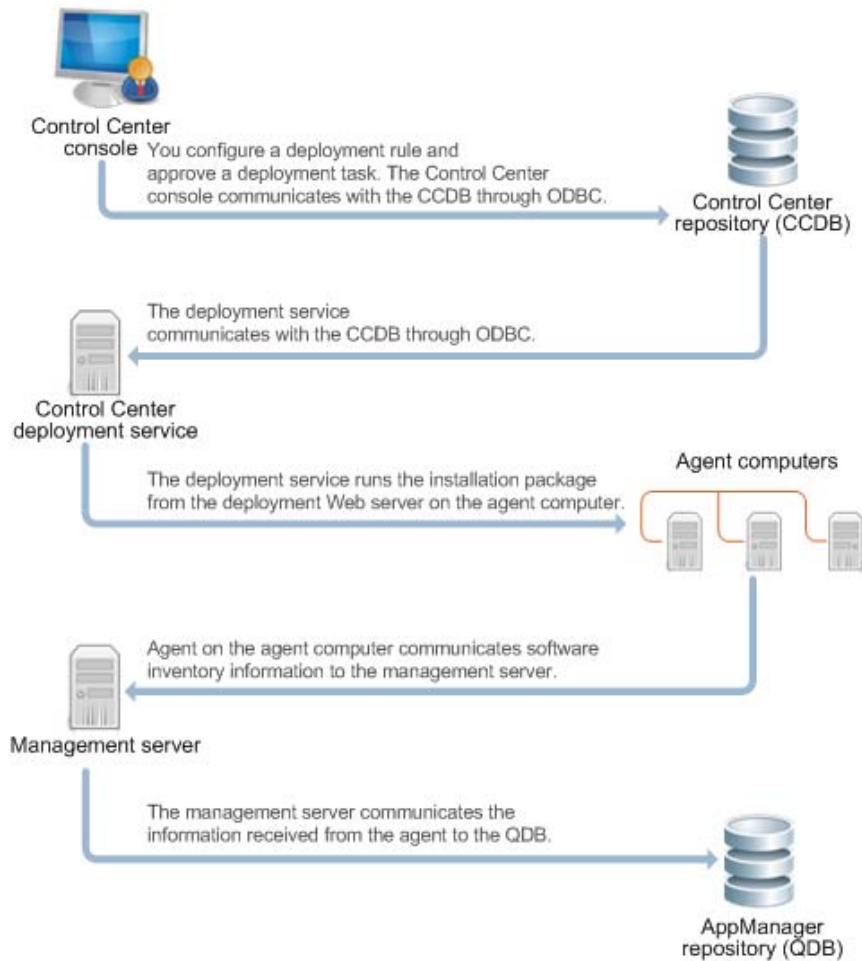 Control Center
console
You configure a deployment rule and
approve a deployment task. The Control Center
console communicates with the CCDB through ODBC.
Control Center
repository (CCDB)
The deployment service
communicates with the CCDB through ODBC.
Control Center
deployment service
The deployment service runs the installation package
from the deployment Web server on the agent computer.
Agent computers
Agent on the agent computer communicates software
inventory information to the management server.
Management server
The management server communicates the
information received from the agent to the QDB.
AppManager
repository (QDB)